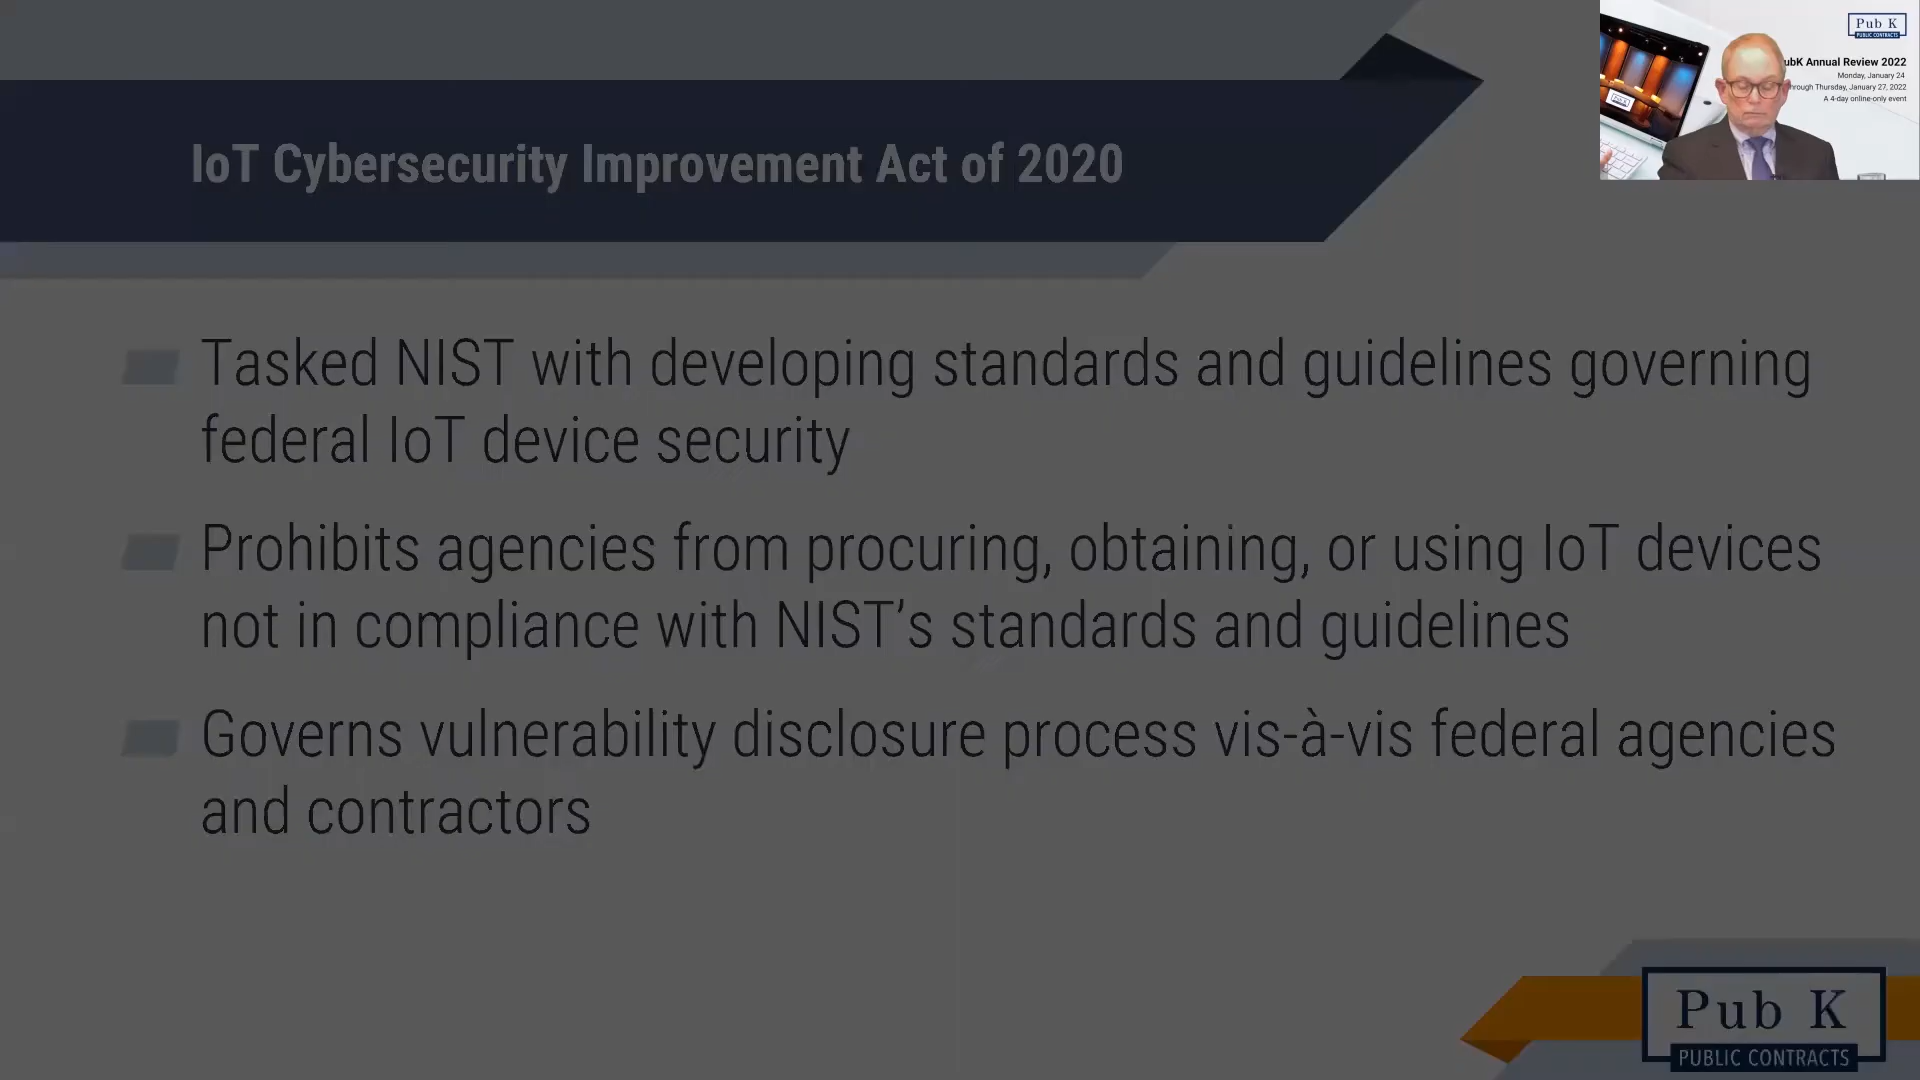 IoT Cybersecurity Improvement Act of 2020
Tasked NIST with developing standards and guidelines governing
federal IoT device security
Prohibits agencies from procuring, obtaining, or using IoT devices
not in compliance with NIST’s standards and guidelines
Governs vulnerability disclosure process vis-à-vis federal agencies
and contractors
Pub K
PUBLIC CONTRACTS
ubK Annual Review 2022
Monday, January 24
hrough Thursday, January 27, 2022
A 4-day online-only event
Pub K
PUBLIC CONTRACTS